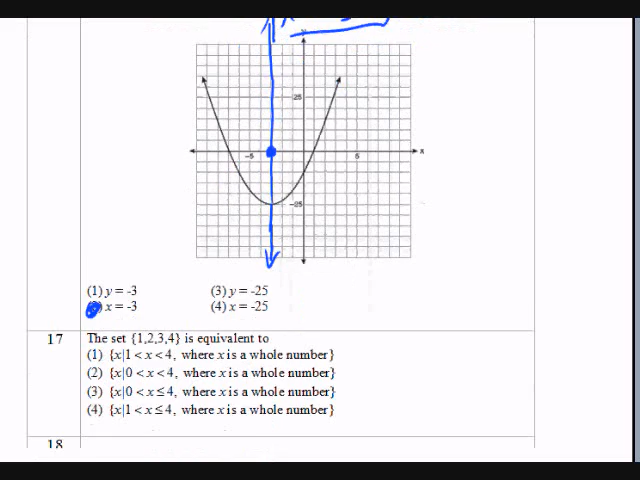 25
-5
5
x
-25
(1) y = -3 (3) y = -25
x = -3 (4) x = -25
17 The set {1,2,3,4} is equivalent to
(1) {x|1 < x < 4, where x is a whole number}
(2) {x|0 < x < 4, where x is a whole number}
(3) {x|0 < x ≤ 4, where x is a whole number}
(4) {x|1 < x ≤ 4, where x is a whole number}
18